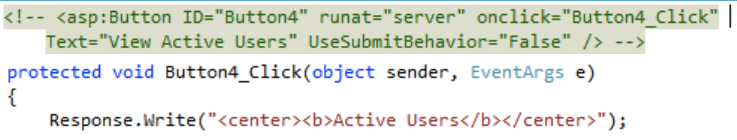 <!-- <asp:Button ID="Button4" runat="server" onclick="Button4_Click"
Text="View Active Users" UseSubmitBehavior="False" /> -->
protected void Button4_Click(object sender, EventArgs e)
{
Response.Write("<center><b>Active Users</b></center>");